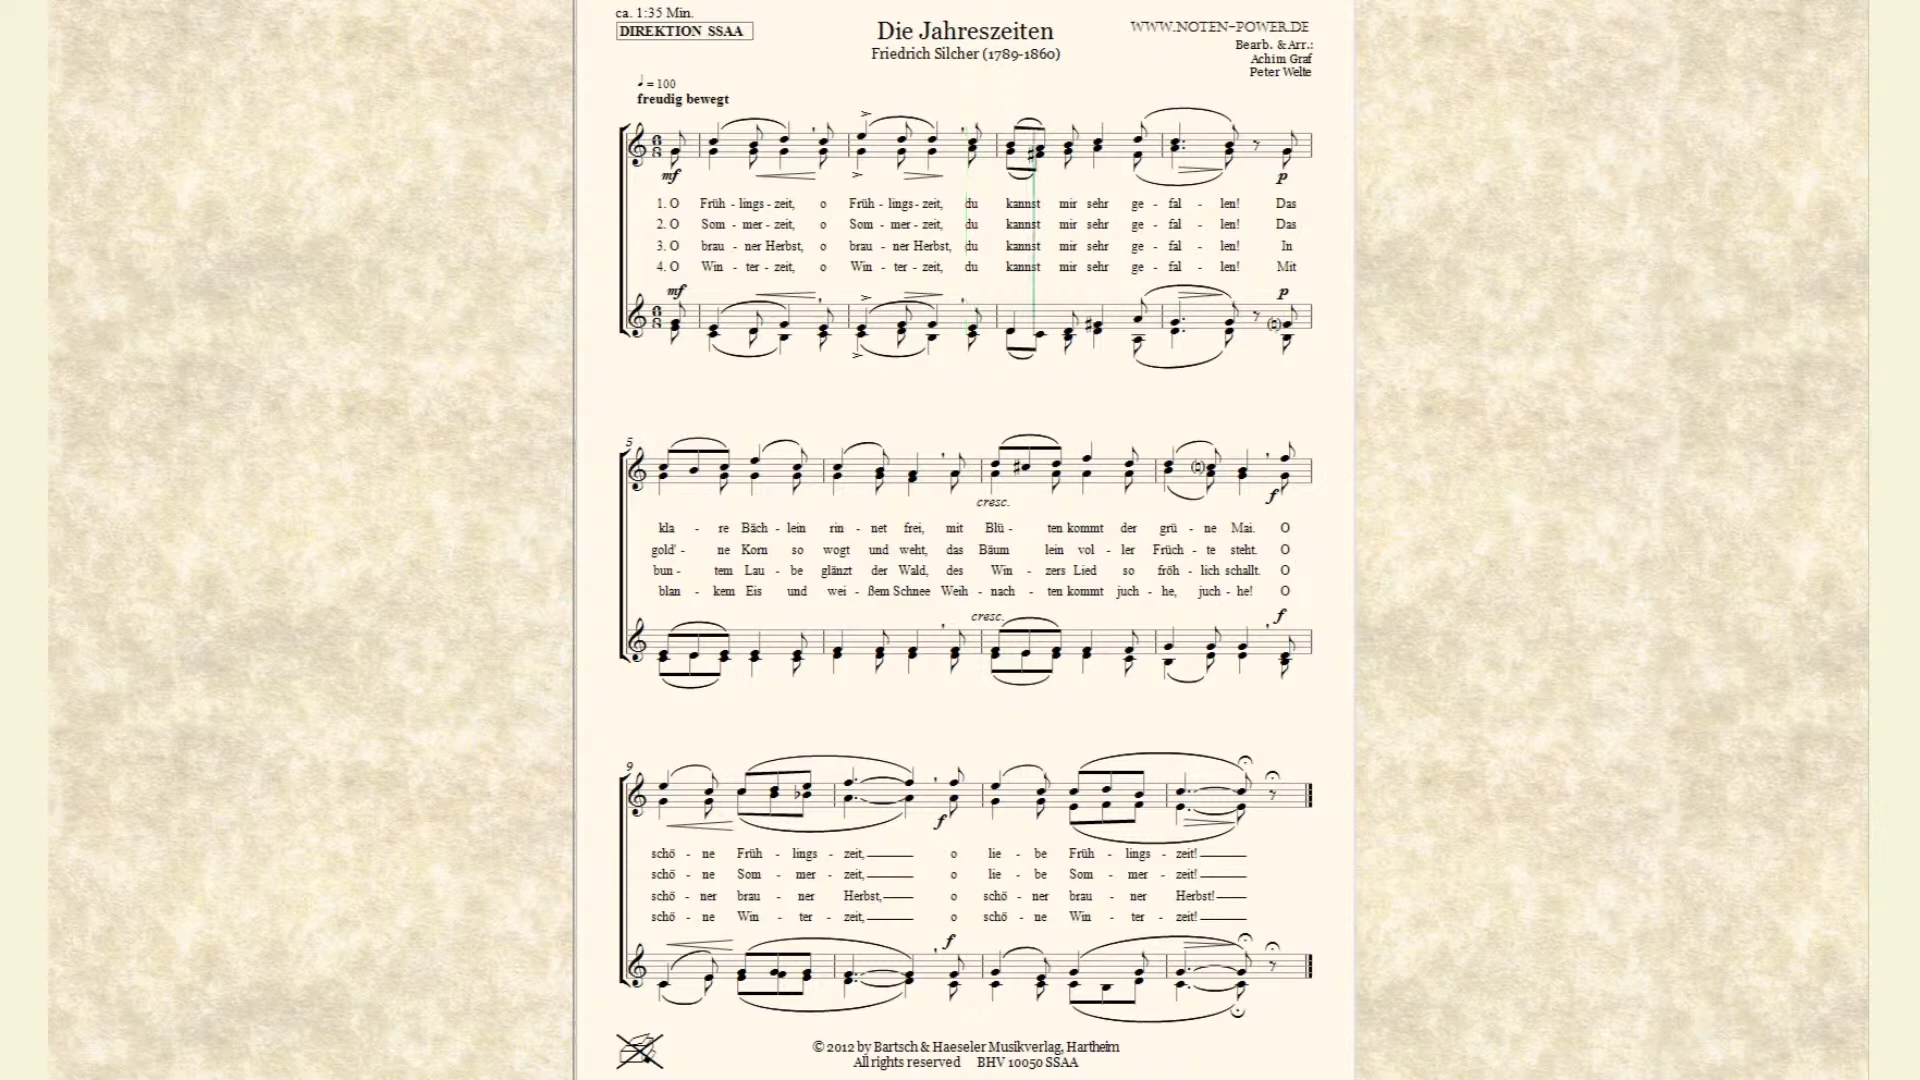 ca. 1:35 Min.
DIREKTION SSAA
Die Jahreszeiten
Friedrich Silcher (1789-1860)
WWW.NOTEN-POWER.DE
Bearb. & Arr.:
Achim Graf
Peter Welte
♩ = 100
freudig bewegt
mf p
1. O Früh - lings - zeit, o Früh - lings - zeit, du kannst mir sehr ge - fal - len! Das
2. O Som - mer - zeit, o Som - mer - zeit, du kannst mir sehr ge - fal - len! Das
3. O brau - ner Herbst, o brau - ner Herbst, du kannst mir sehr ge - fal - len! In
4. O Win - ter - zeit, o Win - ter - zeit, du kannst mir sehr ge - fal - len! Mit
mf p
5
cresc. f
kla - re Bäch - lein rin - net frei, mit Blü - ten kommt der grü - ne Mai. O
gold' - ne Korn so wogt und weht, das Bäum lein vol - ler Früch - te steht. O
bun - tem Lau - be glänzt der Wald, des Win - zers Lied so fröh - lich schallt. O
blan - kem Eis und wei - ßem Schnee Weih - nach - ten kommt juch - he, juch - he! O
cresc. f
9
f
schö - ne Früh - lings - zeit, o lie - be Früh - lings - zeit!
schö - ne Som - mer - zeit, o lie - be Som - mer - zeit!
schö - ner brau - ner Herbst, o schö - ner brau - ner Herbst!
schö - ne Win - ter - zeit, o schö - ne Win - ter - zeit!
f
© 2012 by Bartsch & Haeseler Musikverlag, Hartheim
All rights reserved BHV 10050 SSAA